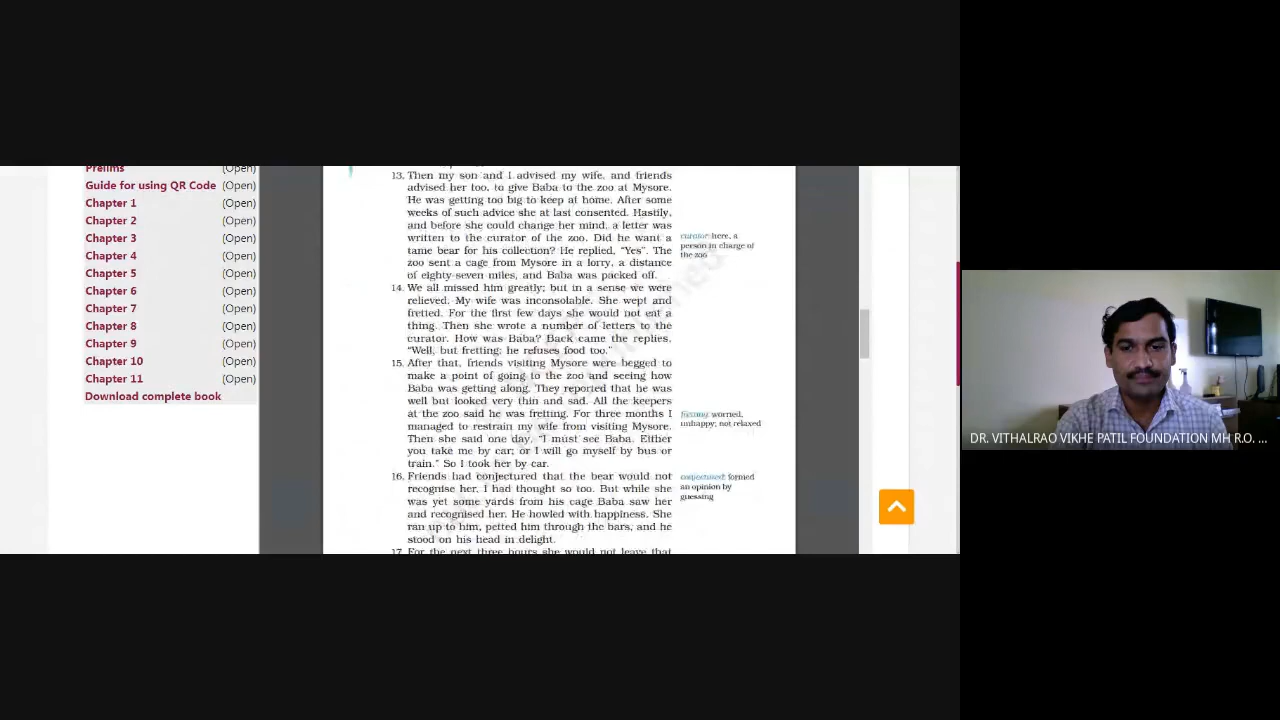 Prelims (Open)
Guide for using QR Code (Open)
Chapter 1 (Open)
Chapter 2 (Open)
Chapter 3 (Open)
Chapter 4 (Open)
Chapter 5 (Open)
Chapter 6 (Open)
Chapter 7 (Open)
Chapter 8 (Open)
Chapter 9 (Open)
Chapter 10 (Open)
Chapter 11 (Open)
Download complete book
13. Then my son and I advised my wife, and friends
advised her too, to give Baba to the zoo at Mysore.
He was getting too big to keep at home. After some
weeks of such advice she at last consented. Hastily,
and before she could change her mind, a letter was
written to the curator of the zoo. Did he want a
tame bear for his collection? He replied, “Yes”. The
zoo sent a cage from Mysore in a lorry, a distance
of eighty-seven miles, and Baba was packed off.
14. We all missed him greatly; but in a sense we were
relieved. My wife was inconsolable. She wept and
fretted. For the first few days she would not eat a
thing. Then she wrote a number of letters to the
curator. How was Baba? Back came the replies,
“Well, but fretting; he refuses food too.”
15. After that, friends visiting Mysore were begged to
make a point of going to the zoo and seeing how
Baba was getting along. They reported that he was
well but looked very thin and sad. All the keepers
at the zoo said he was fretting. For three months I
managed to restrain my wife from visiting Mysore.
Then she said one day, “I must see Baba. Either
you take me by car; or I will go myself by bus or
train.” So I took her by car.
16. Friends had conjectured that the bear would not
recognise her. I had thought so too. But while she
was yet some yards from his cage Baba saw her
and recognised her. He howled with happiness. She
ran up to him, petted him through the bars, and he
stood on his head in delight.
17. For the next three hours she would not leave that
curator: here, a
person in charge of
the zoo
fretting: worried,
unhappy; not relaxed
conjectured: formed
an opinion by
guessing
DR. VITHALRAO VIKHE PATIL FOUNDATION MH R.O. ...